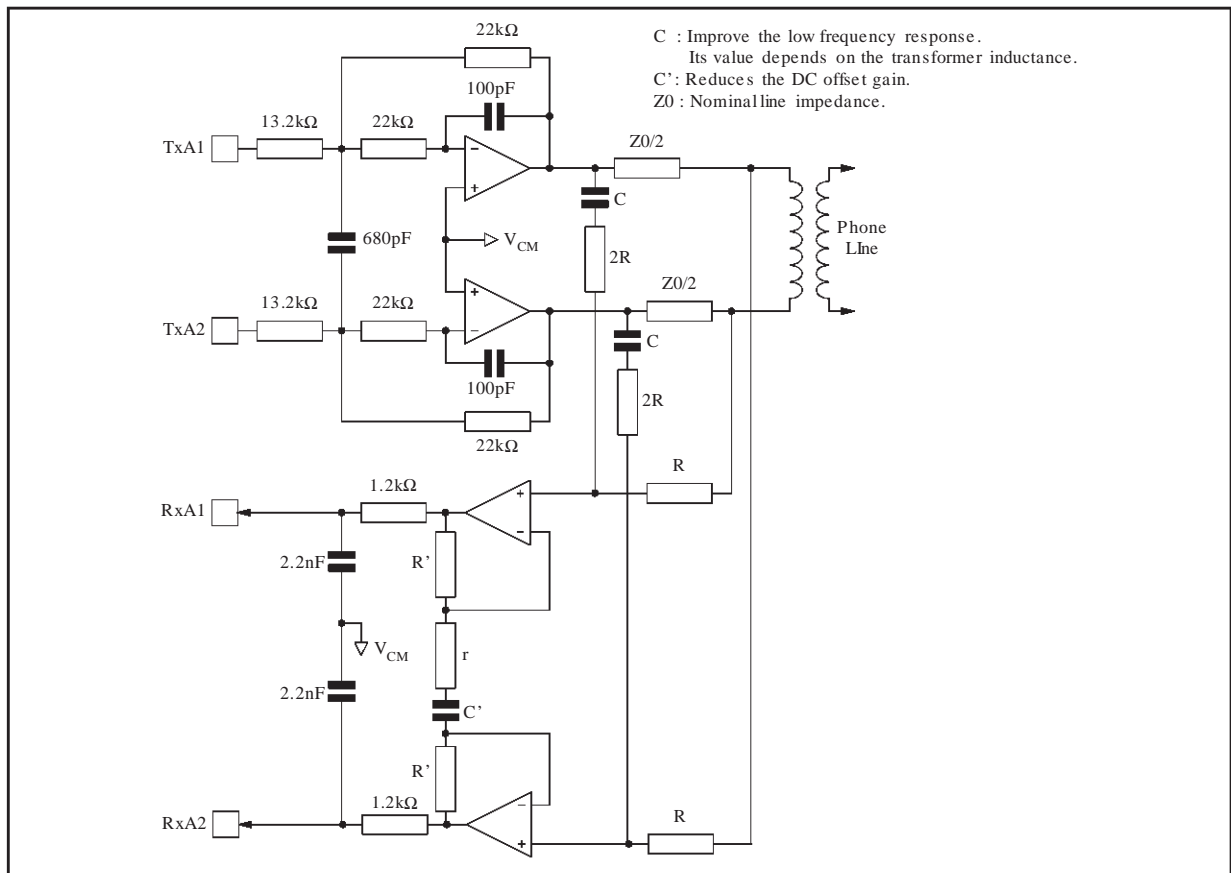 22kΩ
C : Improve the low frequency response.
Its value depends on the transformer inductance.
C': Reduces the DC offset gain.
Z0 : Nominal line impedance.
100pF
13.2kΩ
22kΩ
TxA1
Z0/2
C
680pF
VCM
2R
Phone
LIne
13.2kΩ
22kΩ
Z0/2
TxA2
C
100pF
2R
22kΩ
R
1.2kΩ
RxA1
2.2nF
R'
VCM
r
2.2nF
C'
R'
1.2kΩ
RxA2
R